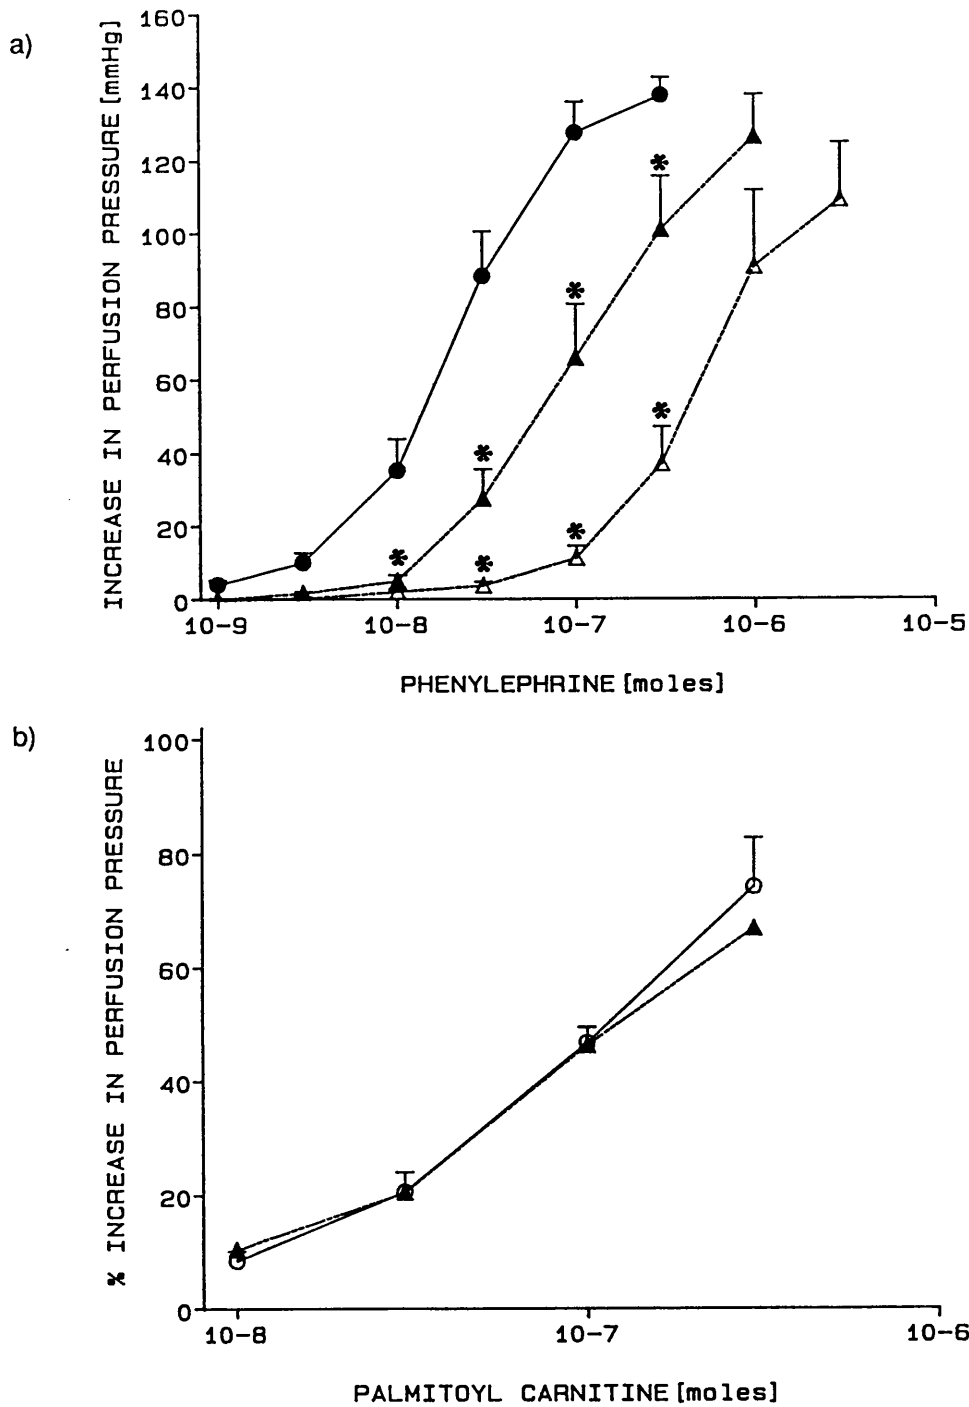 a)
INCREASE IN PERFUSION PRESSURE [mmHg]
160
140
120
100
80
60
40
20
0
* * * * * * *
10-9 10-8 10-7 10-6 10-5
PHENYLEPHRINE [moles]
b)
% INCREASE IN PERFUSION PRESSURE
100
80
60
40
20
0
10-8 10-7 10-6
PALMITOYL CARNITINE [moles]